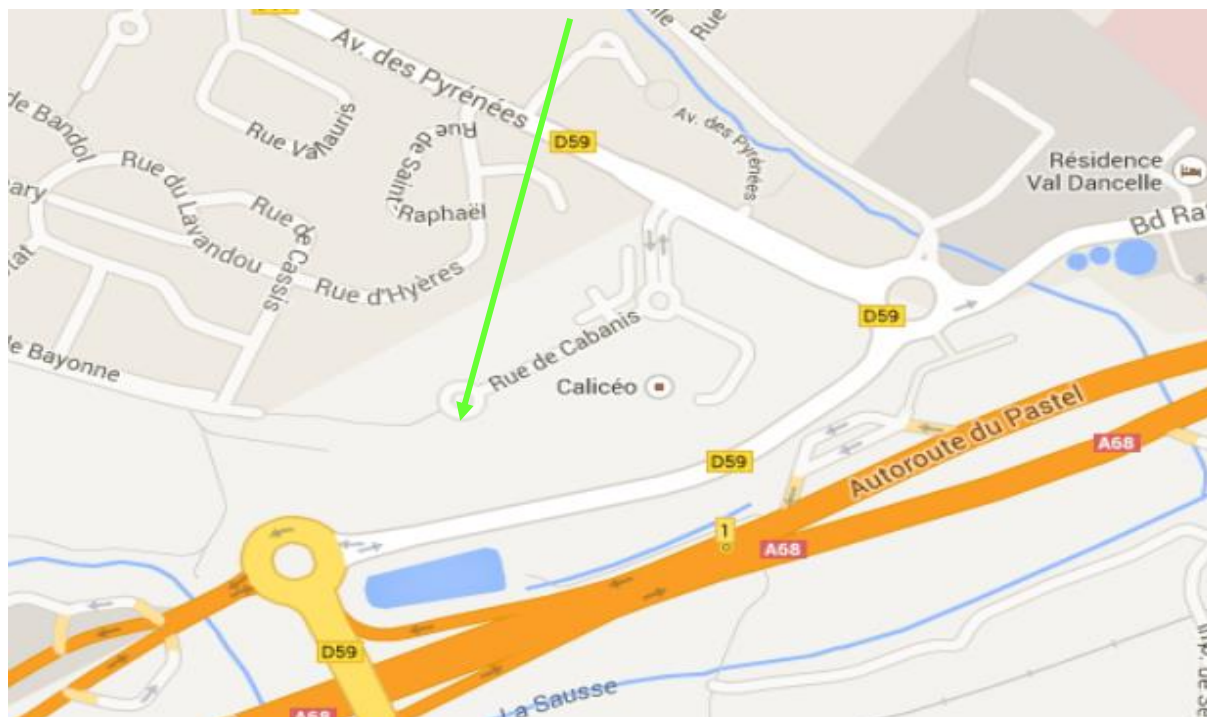 D59
Av. des Pyrénées
D59
Rue
Av. des Pyrénées
Résidence
Val Dancelle
Bd Ra
de Bandol
Rue Va
Rue de Saint-
Raphaël
Rue du Lavandou
Rue de Cassis
Rue d'Hyères
de Bayonne
Rue de Cabanis
Calicéo
D59
D59
Autoroute du Pastel
A68
1
A68
D59
A68
La Sausse